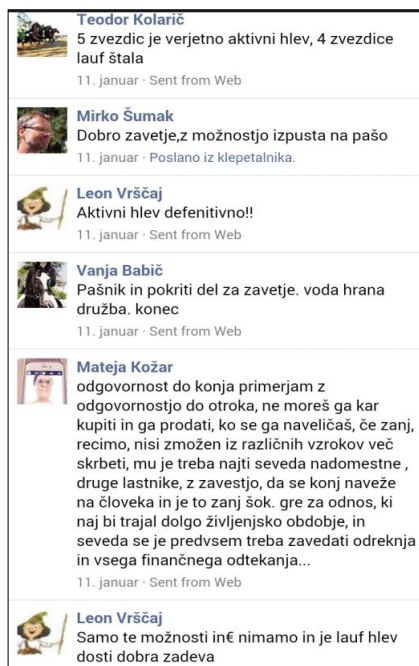 Teodor Kolarič
5 zvezdic je verjetno aktivni hlev, 4 zvezdice
lauf štala
11. januar · Sent from Web
Mirko Šumak
Dobro zavetje,z možnostjo izpusta na pašo
11. januar · Poslano iz klepetalnika.
Leon Vrščaj
Aktivni hlev defenitivno!!
11. januar · Sent from Web
Vanja Babič
Pašnik in pokriti del za zavetje. voda hrana
družba. konec
11. januar · Sent from Web
Mateja Kožar
odgovornost do konja primerjam z
odgovornostjo do otroka, ne moreš ga kar
kupiti in ga prodati, ko se ga naveličaš, če zanj,
recimo, nisi zmožen iz različnih vzrokov več
skrbeti, mu je treba najti seveda nadomestne ,
druge lastnike, z zavestjo, da se konj naveže
na človeka in je to zanj šok. gre za odnos, ki
naj bi trajal dolgo življenjsko obdobje, in
seveda se je predvsem treba zavedati odreknja
in vsega finančnega odtekanja...
11. januar · Sent from Web
Leon Vrščaj
Samo te možnosti in€ nimamo in je lauf hlev
dosti dobra zadeva